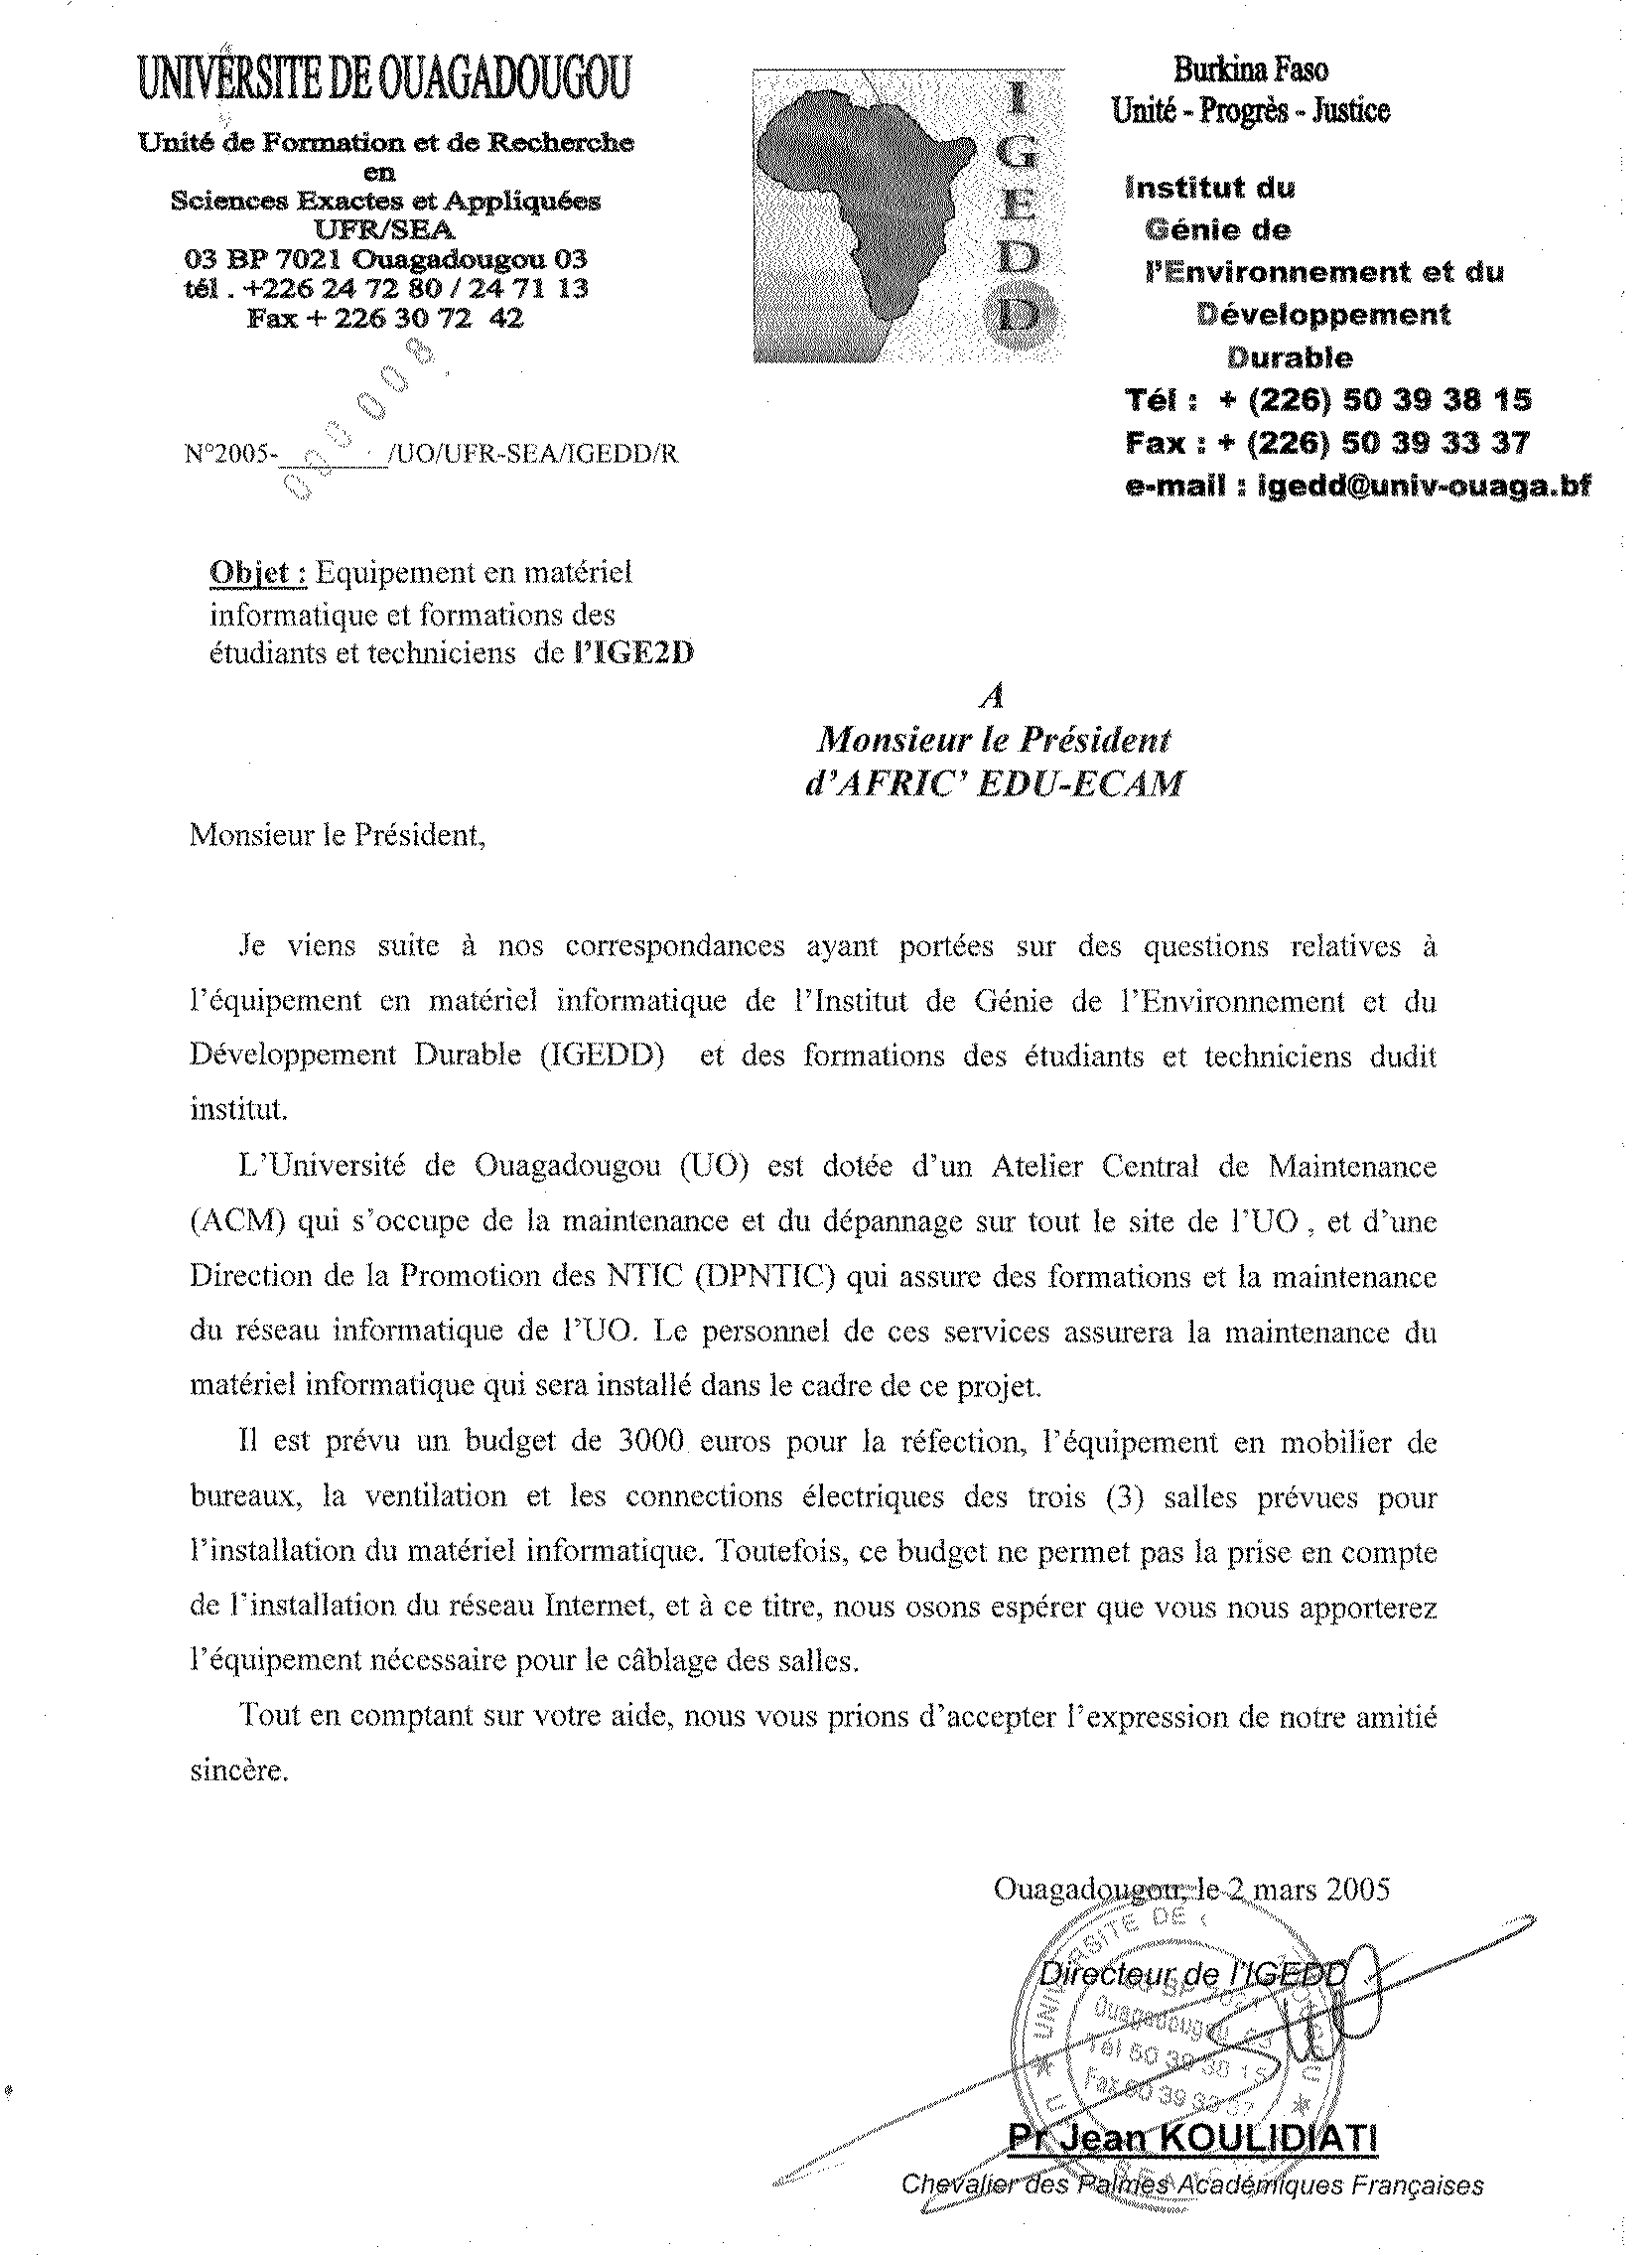 UNIVERSITE DE OUAGADOUGOU
Unité de Formation et de Recherche
en
Sciences Exactes et Appliquées
UFR/SEA
03 BP 7021 Ouagadougou 03
tél . +226 24 72 80 / 24 71 13
Fax + 226 30 72 42
I
G
E
D
D
Burkina Faso
Unité - Progrès - Justice
Institut du
Génie de
l'Environnement et du
Développement
Durable
Tél : + (226) 50 39 38 15
Fax : + (226) 50 39 33 37
e-mail : igedd@univ-ouaga.bf
000008
N°2005-________/UO/UFR-SEA/IGEDD/R
Objet : Equipement en matériel
informatique et formations des
étudiants et techniciens de l'IGE2D
A
Monsieur le Président
d'AFRIC' EDU-ECAM
Monsieur le Président,
Je viens suite à nos correspondances ayant portées sur des questions relatives à
l'équipement en matériel informatique de l'Institut de Génie de l'Environnement et du
Développement Durable (IGEDD) et des formations des étudiants et techniciens dudit
institut.
L'Université de Ouagadougou (UO) est dotée d'un Atelier Central de Maintenance
(ACM) qui s'occupe de la maintenance et du dépannage sur tout le site de l'UO , et d'une
Direction de la Promotion des NTIC (DPNTIC) qui assure des formations et la maintenance
du réseau informatique de l'UO. Le personnel de ces services assurera la maintenance du
matériel informatique qui sera installé dans le cadre de ce projet.
Il est prévu un budget de 3000 euros pour la réfection, l'équipement en mobilier de
bureaux, la ventilation et les connections électriques des trois (3) salles prévues pour
l'installation du matériel informatique. Toutefois, ce budget ne permet pas la prise en compte
de l'installation du réseau Internet, et à ce titre, nous osons espérer que vous nous apporterez
l'équipement nécessaire pour le câblage des salles.
Tout en comptant sur votre aide, nous vous prions d'accepter l'expression de notre amitié
sincère.
Ouagadougou, le 2 mars 2005
UNIVERSITE DE
Directeur de l'IGEDD
Ouagadougou 03
Tél 50 39 38 15
Fax 50 39 33 37
Pr Jean KOULIDIATI
Chevalier des Palmes Académiques Françaises